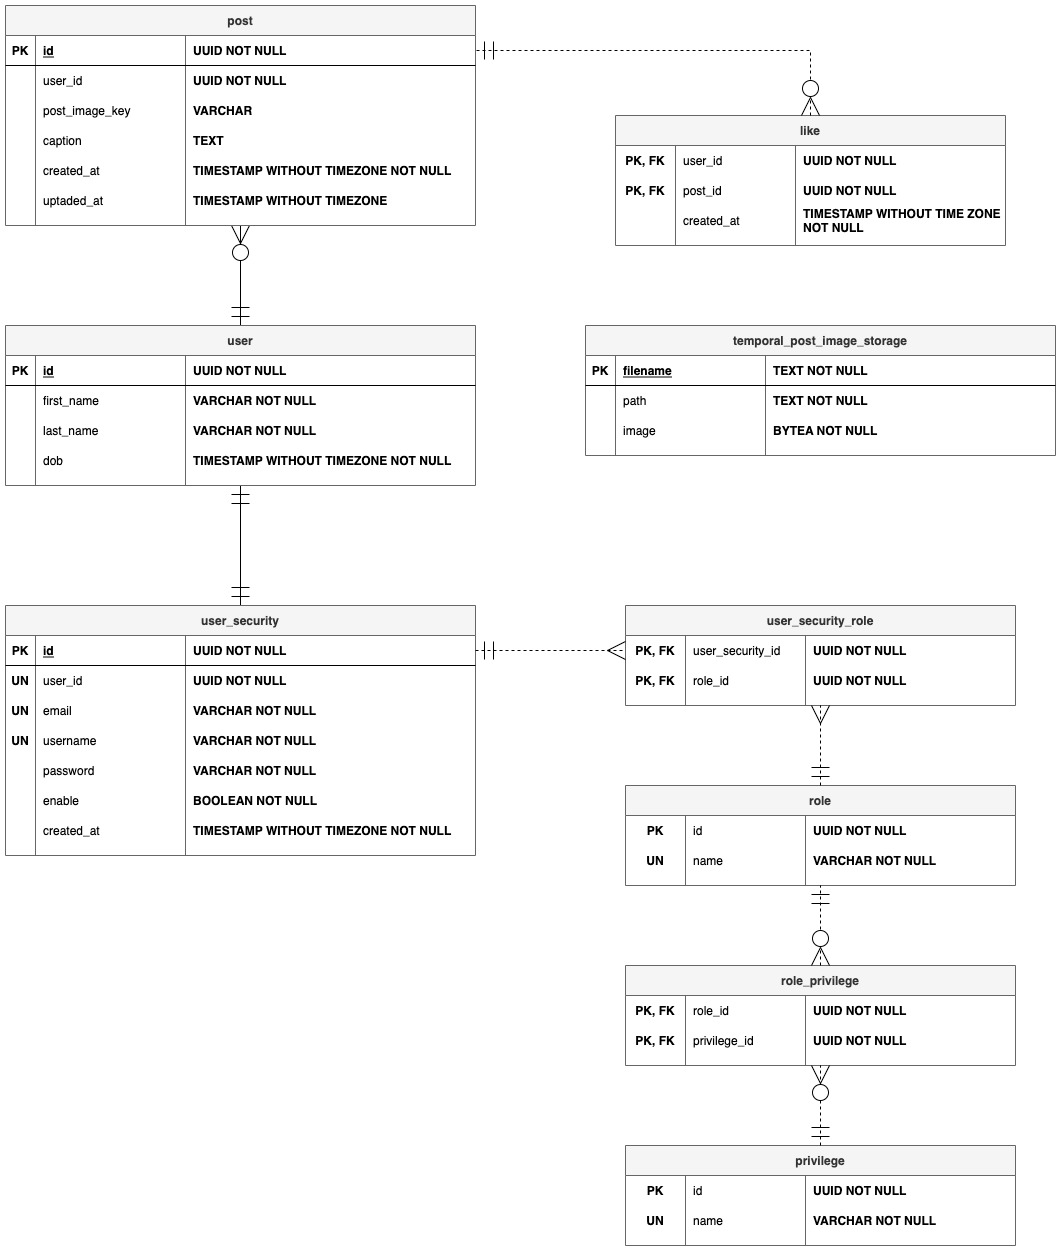 post
PK id UUID NOT NULL
user_id UUID NOT NULL
post_image_key VARCHAR
caption TEXT
created_at TIMESTAMP WITHOUT TIMEZONE NOT NULL
uptaded_at TIMESTAMP WITHOUT TIMEZONE
like
PK, FK user_id UUID NOT NULL
PK, FK post_id UUID NOT NULL
created_at TIMESTAMP WITHOUT TIME ZONE
NOT NULL
user
PK id UUID NOT NULL
first_name VARCHAR NOT NULL
last_name VARCHAR NOT NULL
dob TIMESTAMP WITHOUT TIMEZONE NOT NULL
temporal_post_image_storage
PK filename TEXT NOT NULL
path TEXT NOT NULL
image BYTEA NOT NULL
user_security
PK id UUID NOT NULL
UN user_id UUID NOT NULL
UN email VARCHAR NOT NULL
UN username VARCHAR NOT NULL
password VARCHAR NOT NULL
enable BOOLEAN NOT NULL
created_at TIMESTAMP WITHOUT TIMEZONE NOT NULL
user_security_role
PK, FK user_security_id UUID NOT NULL
PK, FK role_id UUID NOT NULL
role
PK id UUID NOT NULL
UN name VARCHAR NOT NULL
role_privilege
PK, FK role_id UUID NOT NULL
PK, FK privilege_id UUID NOT NULL
privilege
PK id UUID NOT NULL
UN name VARCHAR NOT NULL